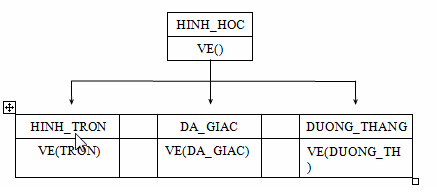 HINH_HOC
VE()
HINH_TRON DA_GIAC DUONG_THANG
VE(TRON) VE(DA_GIAC) VE(DUONG_TH
)